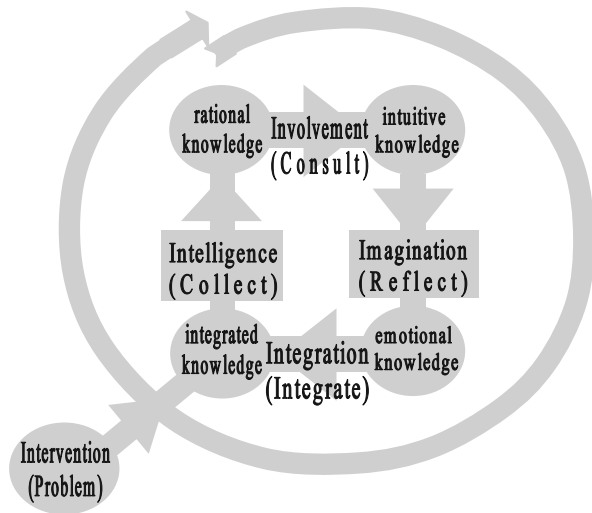 rational
knowledge
Involvement
(Consult)
intuitive
knowledge
Intelligence
(Collect)
Imagination
(Reflect)
integrated
knowledge
Integration
(Integrate)
emotional
knowledge
Intervention
(Problem)